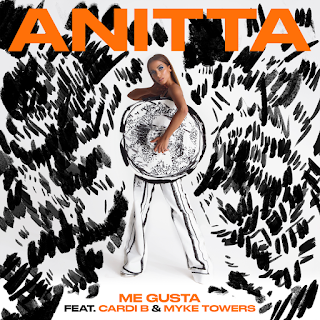 ANITTA
ME GUSTA
FEAT. CARDI B & MYKE TOWERS